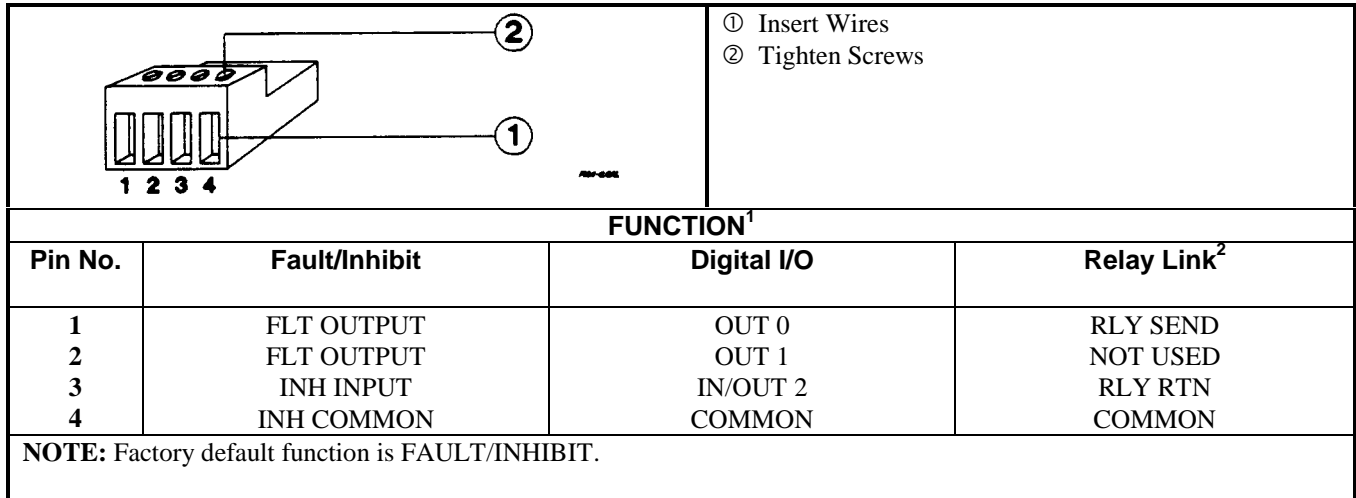 ②
① Insert Wires
② Tighten Screws
①
1 2 3 4
FUNCTION¹
Pin No. Fault/Inhibit Digital I/O Relay Link²
1 FLT OUTPUT OUT 0 RLY SEND
2 FLT OUTPUT OUT 1 NOT USED
3 INH INPUT IN/OUT 2 RLY RTN
4 INH COMMON COMMON COMMON
NOTE: Factory default function is FAULT/INHIBIT.